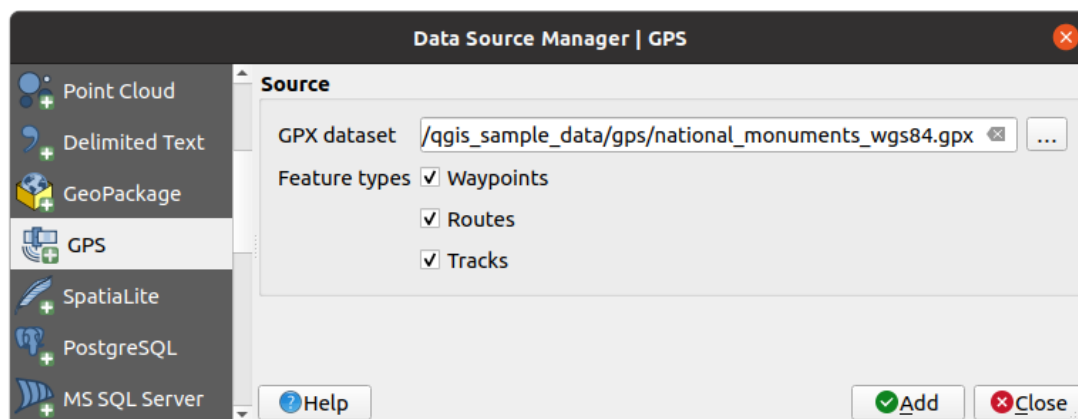 Data Source Manager | GPS
Point Cloud
Delimited Text
GeoPackage
GPS
SpatiaLite
PostgreSQL
MS SQL Server
Source
GPX dataset /qgis_sample_data/gps/national_monuments_wgs84.gpx ...
Feature types Waypoints
Routes
Tracks
Help Add Close